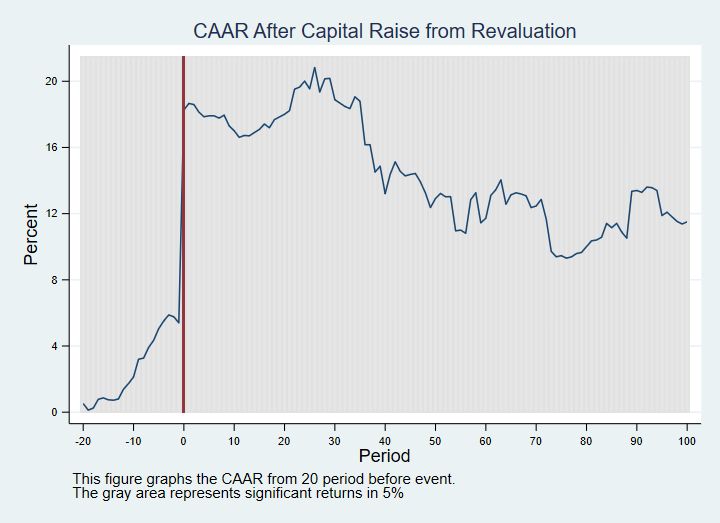 CAAR After Capital Raise from Revaluation
Percent
20
16
12
8
4
0
-20 -10 0 10 20 30 40 50 60 70 80 90 100
Period
This figure graphs the CAAR from 20 period before event.
The gray area represents significant returns in 5%